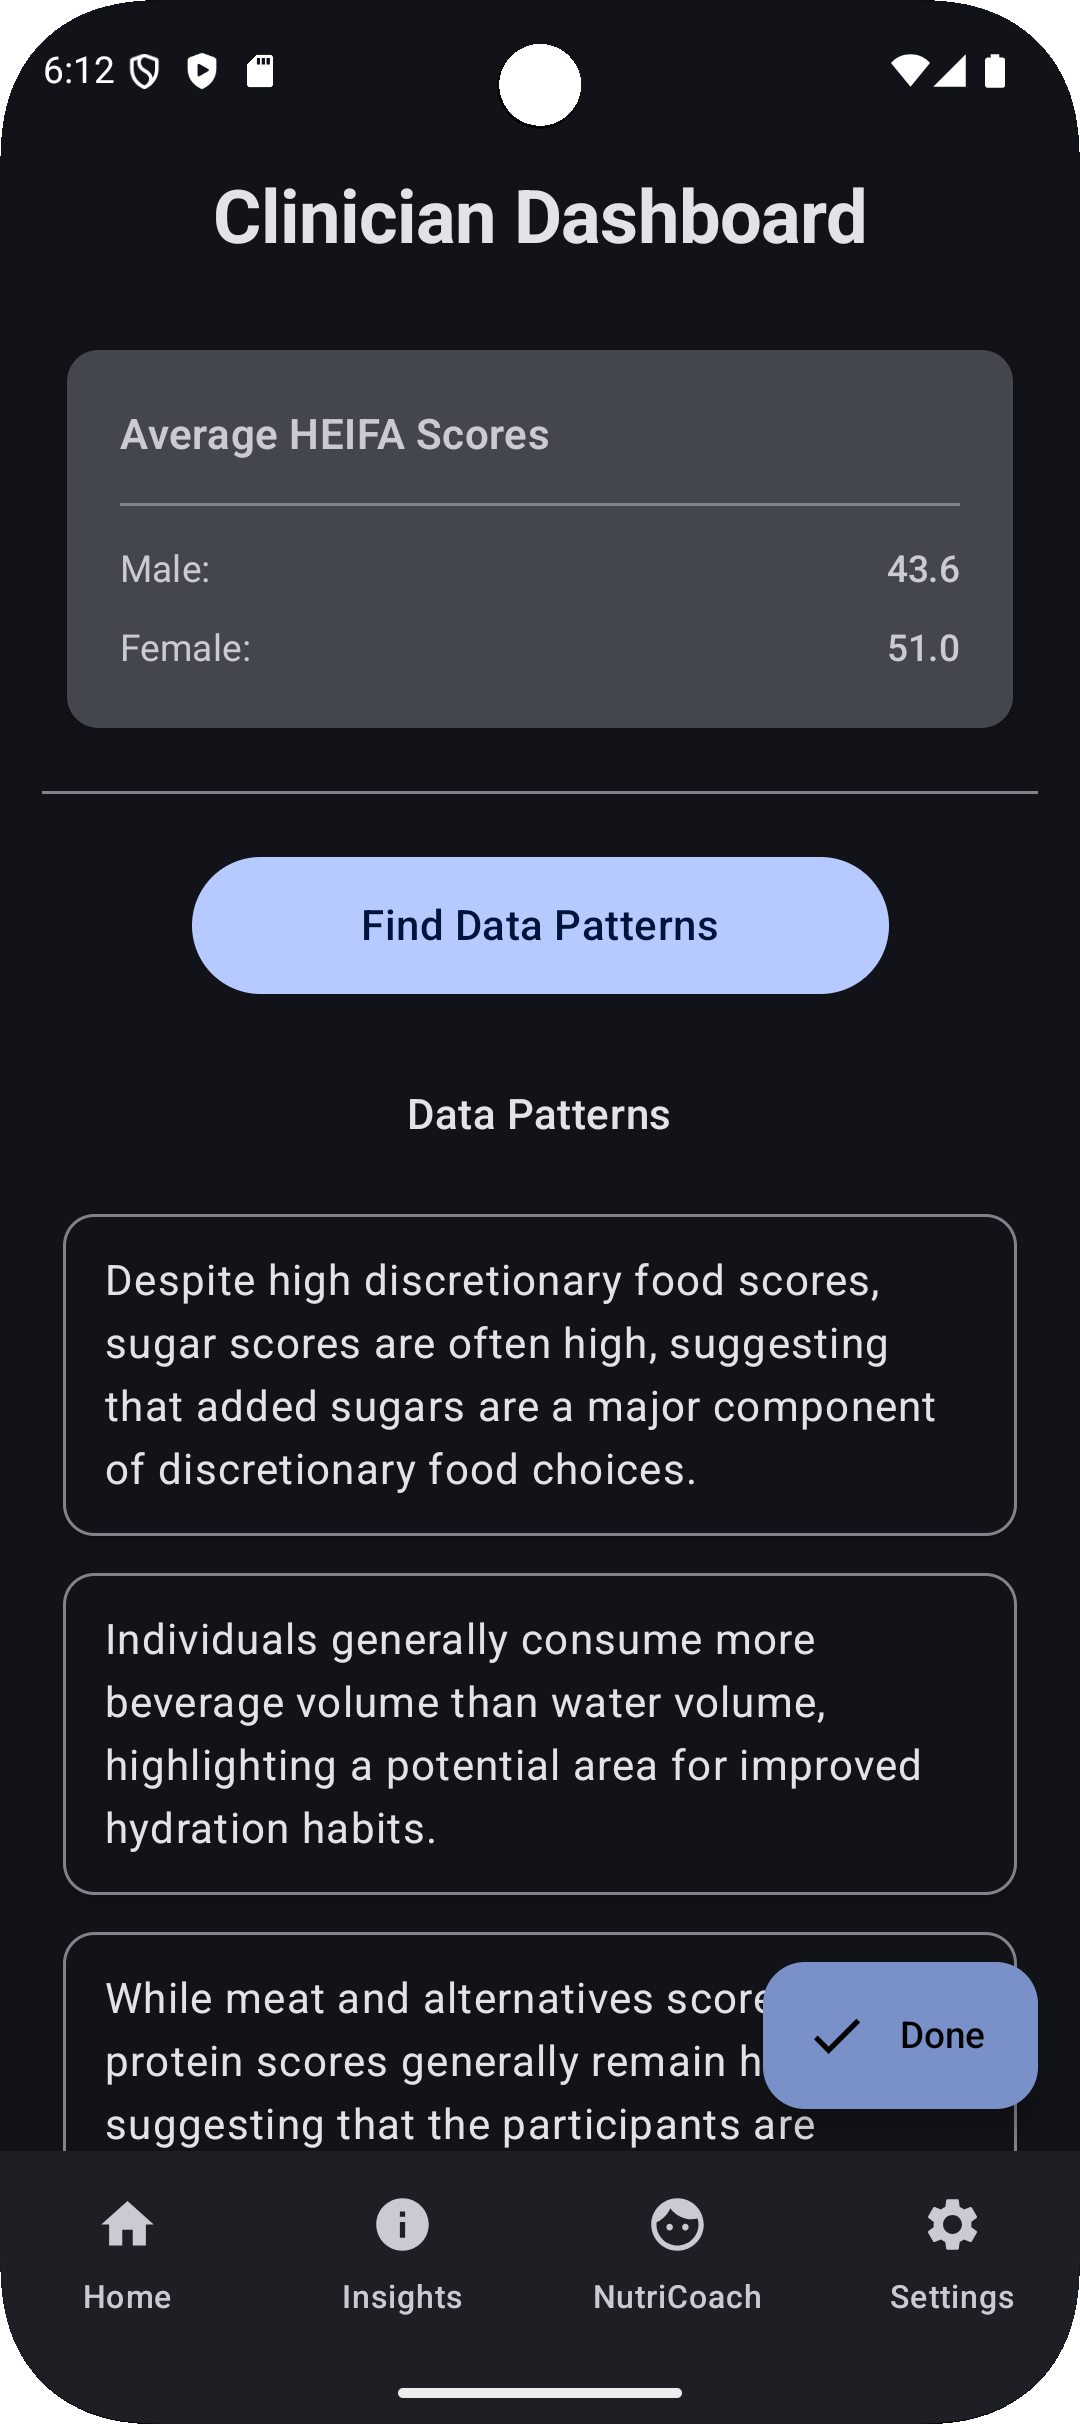 6:12
Clinician Dashboard
Average HEIFA Scores
Male: 43.6
Female: 51.0
Find Data Patterns
Data Patterns
Despite high discretionary food scores,
sugar scores are often high, suggesting
that added sugars are a major component
of discretionary food choices.
Individuals generally consume more
beverage volume than water volume,
highlighting a potential area for improved
hydration habits.
While meat and alternatives
protein scores generally remain
suggesting that the participants are
Done
Home
Insights
NutriCoach
Settings